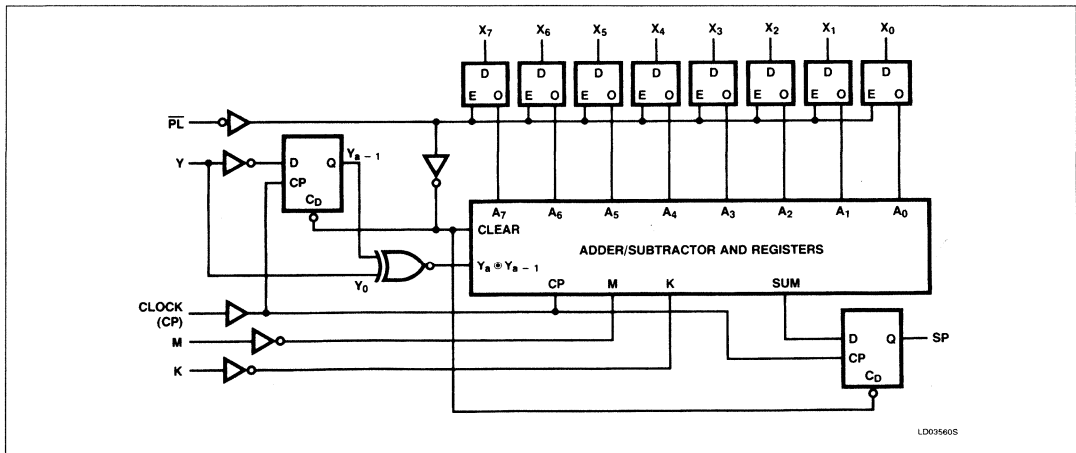 X7 X6 X5 X4 X3 X2 X1 X0
D D D D D D D D
E O E O E O E O E O E O E O E O
PL
Y
D Q
CP
CD
Ya – 1
A7 A6 A5 A4 A3 A2 A1 A0
CLEAR
ADDER/SUBTRACTOR AND REGISTERS
Ya ⊙ Ya – 1
Y0
CP M K SUM
CLOCK
(CP)
M
K
D Q
CP
CD
SP
LD03560S